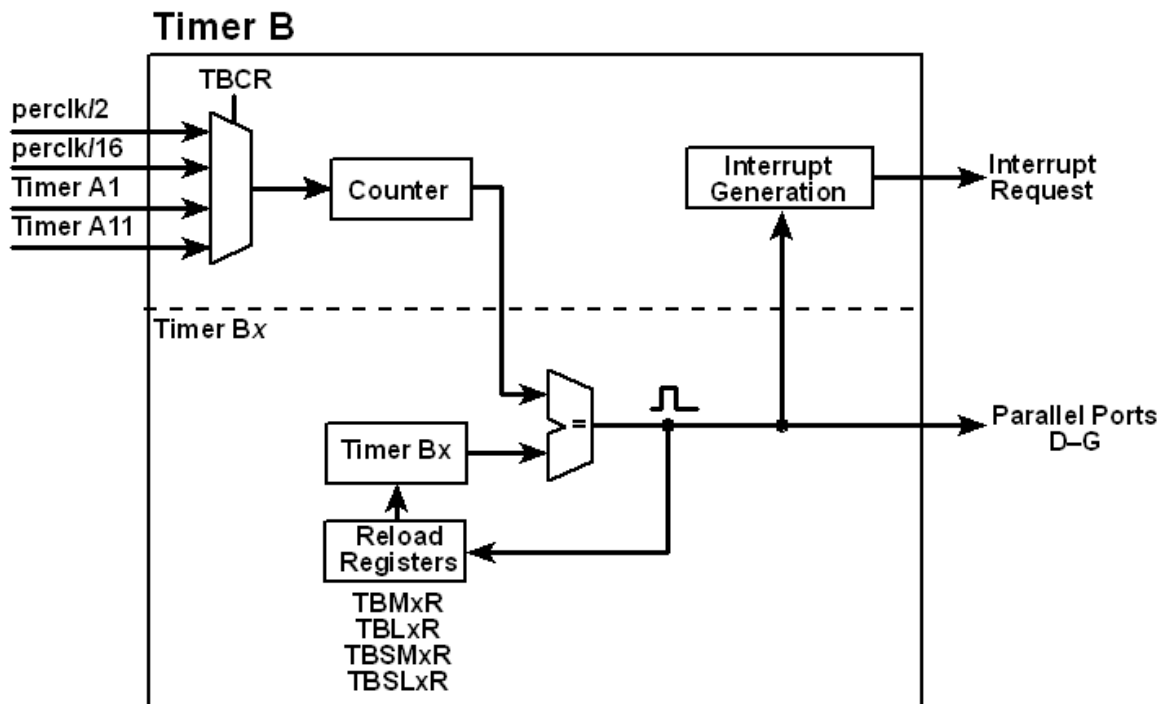 Timer B
TBCR
perclk/2
perclk/16
Timer A1
Timer A11
Counter
Interrupt
Generation
Interrupt
Request
Timer Bx
=
Parallel Ports
D–G
Timer Bx
Reload
Registers
TBMxR
TBLxR
TBSMxR
TBSLxR